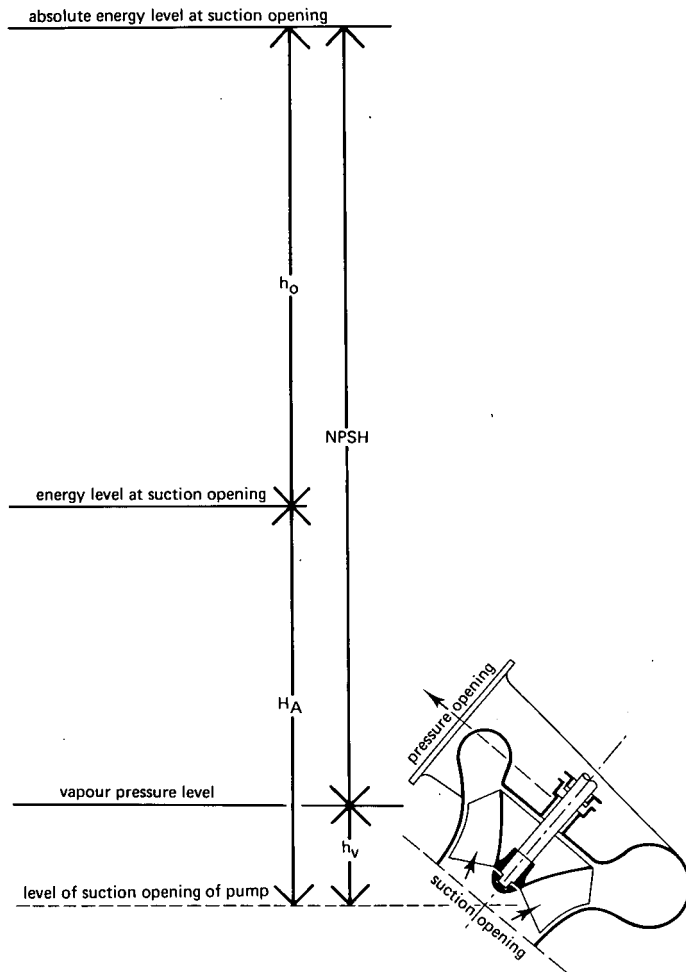 absolute energy level at suction opening
ho
NPSH
energy level at suction opening
HA
pressure opening
vapour pressure level
hv
level of suction opening of pump
suction opening